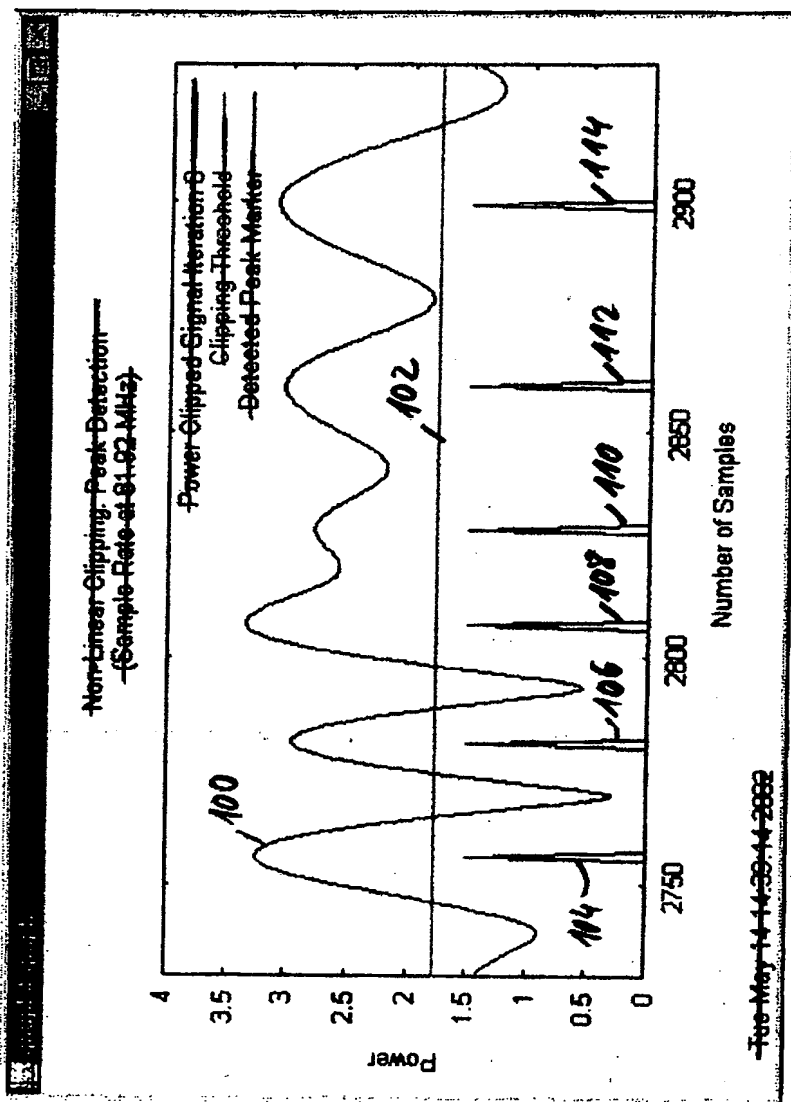 Non-Linear Clipping: Peak Detection
(Sample Rate at 81.92 MHz)
Power Clipped Signal Iteration 0
Clipping Threshold
Detected Peak Marker
Power
4
3.5
3
2.5
2
1.5
1
0.5
0
100
102
104
106
108
110
112
114
2750
2800
2850
2900
Number of Samples
Tue May 14 14:39:14 2002